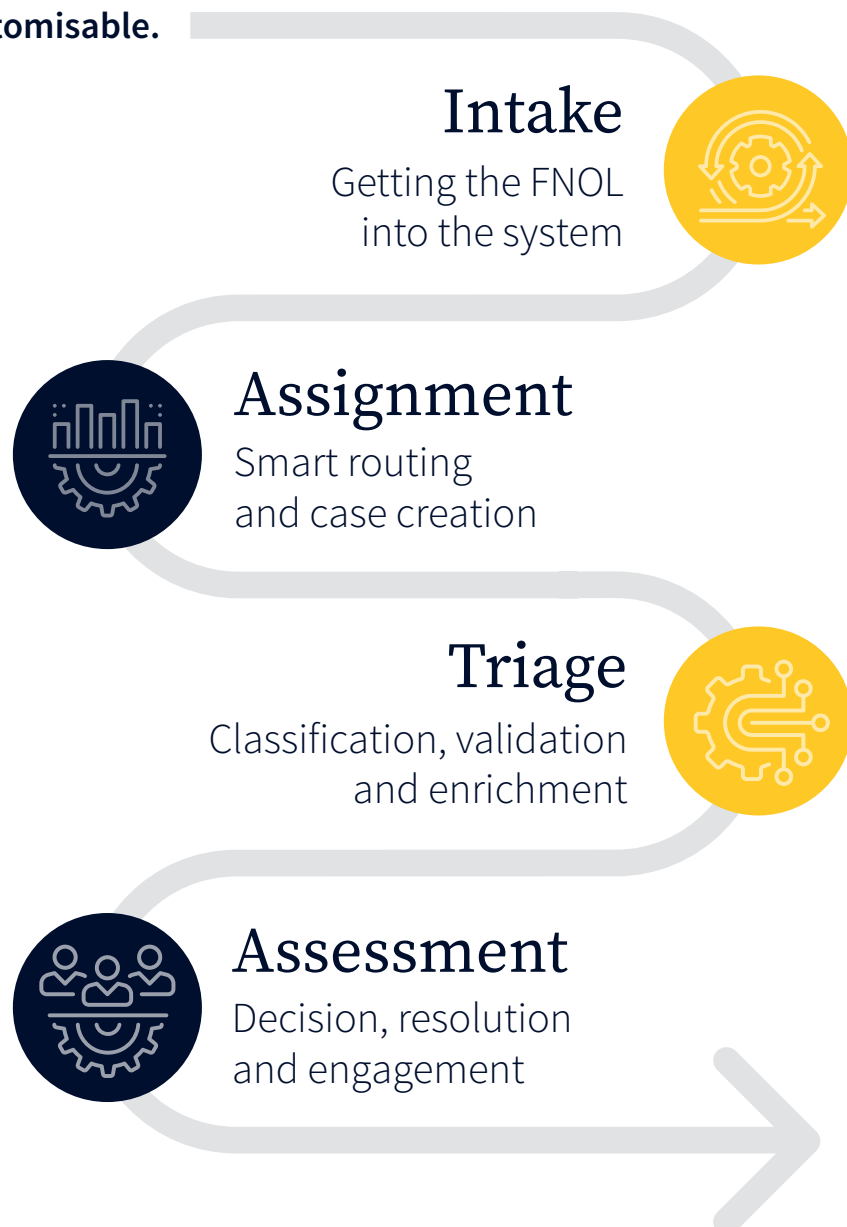 tomisable.
Intake
Getting the FNOL
into the system
Assignment
Smart routing
and case creation
Triage
Classification, validation
and enrichment
Assessment
Decision, resolution
and engagement